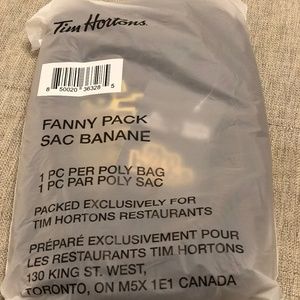 Tim Hortons
8 50020 36328 5
FANNY PACK
SAC BANANE
1 PC PER POLY BAG
1 PC PAR POLY SAC
PACKED EXCLUSIVELY FOR
TIM HORTONS RESTAURANTS
PRÉPARÉ EXCLUSIVEMENT POUR
LES RESTAURANTS TIM HORTONS
130 KING ST. WEST,
TORONTO, ON M5X 1E1 CANADA